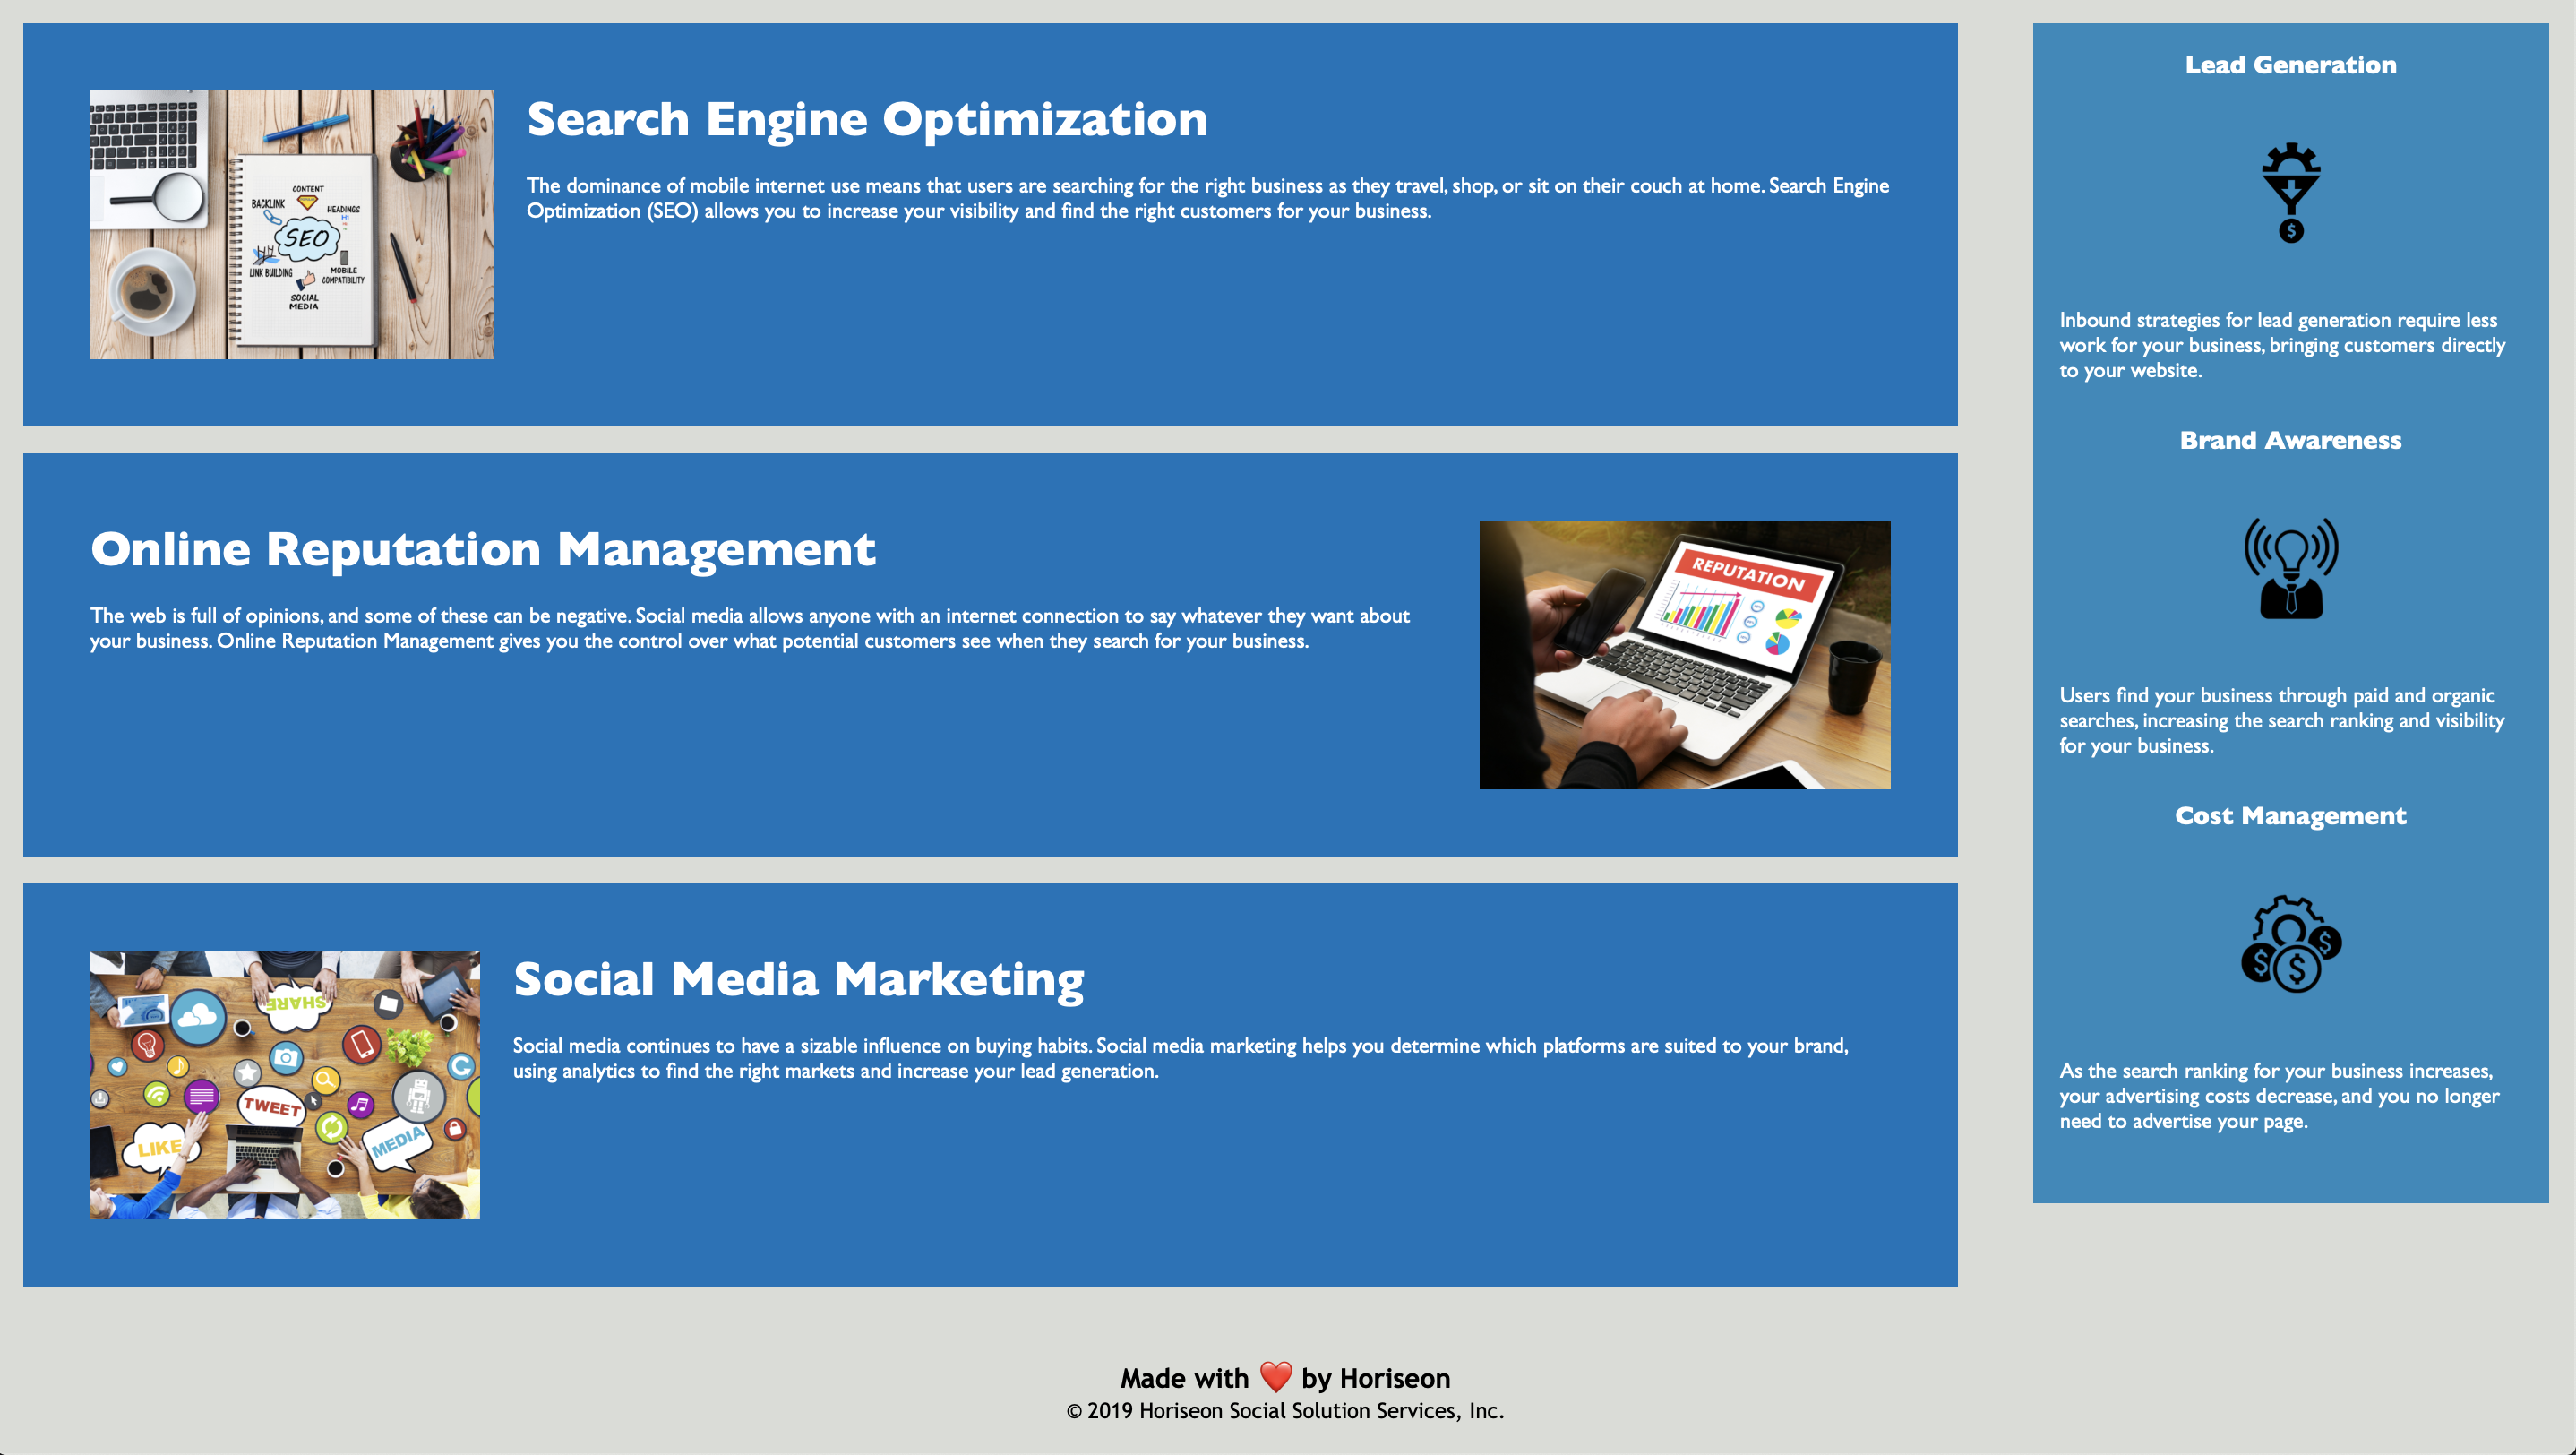 Search Engine Optimization
The dominance of mobile internet use means that users are searching for the right business as they travel, shop, or sit on their couch at home. Search Engine
Optimization (SEO) allows you to increase your visibility and find the right customers for your business.
CONTENT
BACKLINK
HEADINGS
H1
SEO
LINK BUILDING
MOBILE
COMPATIBILITY
SOCIAL
MEDIA
Online Reputation Management
The web is full of opinions, and some of these can be negative. Social media allows anyone with an internet connection to say whatever they want about
your business. Online Reputation Management gives you the control over what potential customers see when they search for your business.
REPUTATION
Social Media Marketing
Social media continues to have a sizable influence on buying habits. Social media marketing helps you determine which platforms are suited to your brand,
using analytics to find the right markets and increase your lead generation.
SHARE
TWEET
LIKE
MEDIA
Lead Generation
$
Inbound strategies for lead generation require less
work for your business, bringing customers directly
to your website.
Brand Awareness
Users find your business through paid and organic
searches, increasing the search ranking and visibility
for your business.
Cost Management
$ $ $
As the search ranking for your business increases,
your advertising costs decrease, and you no longer
need to advertise your page.
Made with ❤️ by Horiseon
© 2019 Horiseon Social Solution Services, Inc.